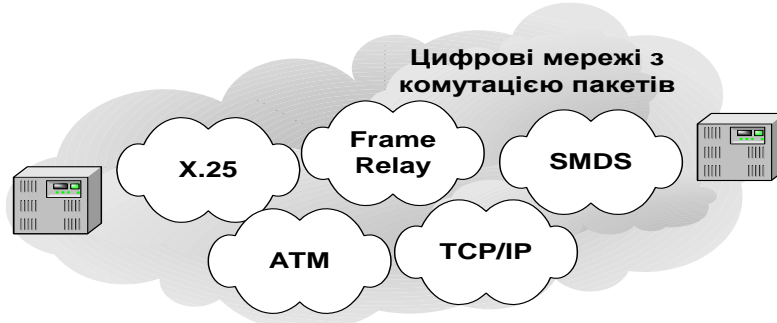 Цифрові мережі з
комутацією пакетів
X.25
Frame
Relay
SMDS
ATM
TCP/IP